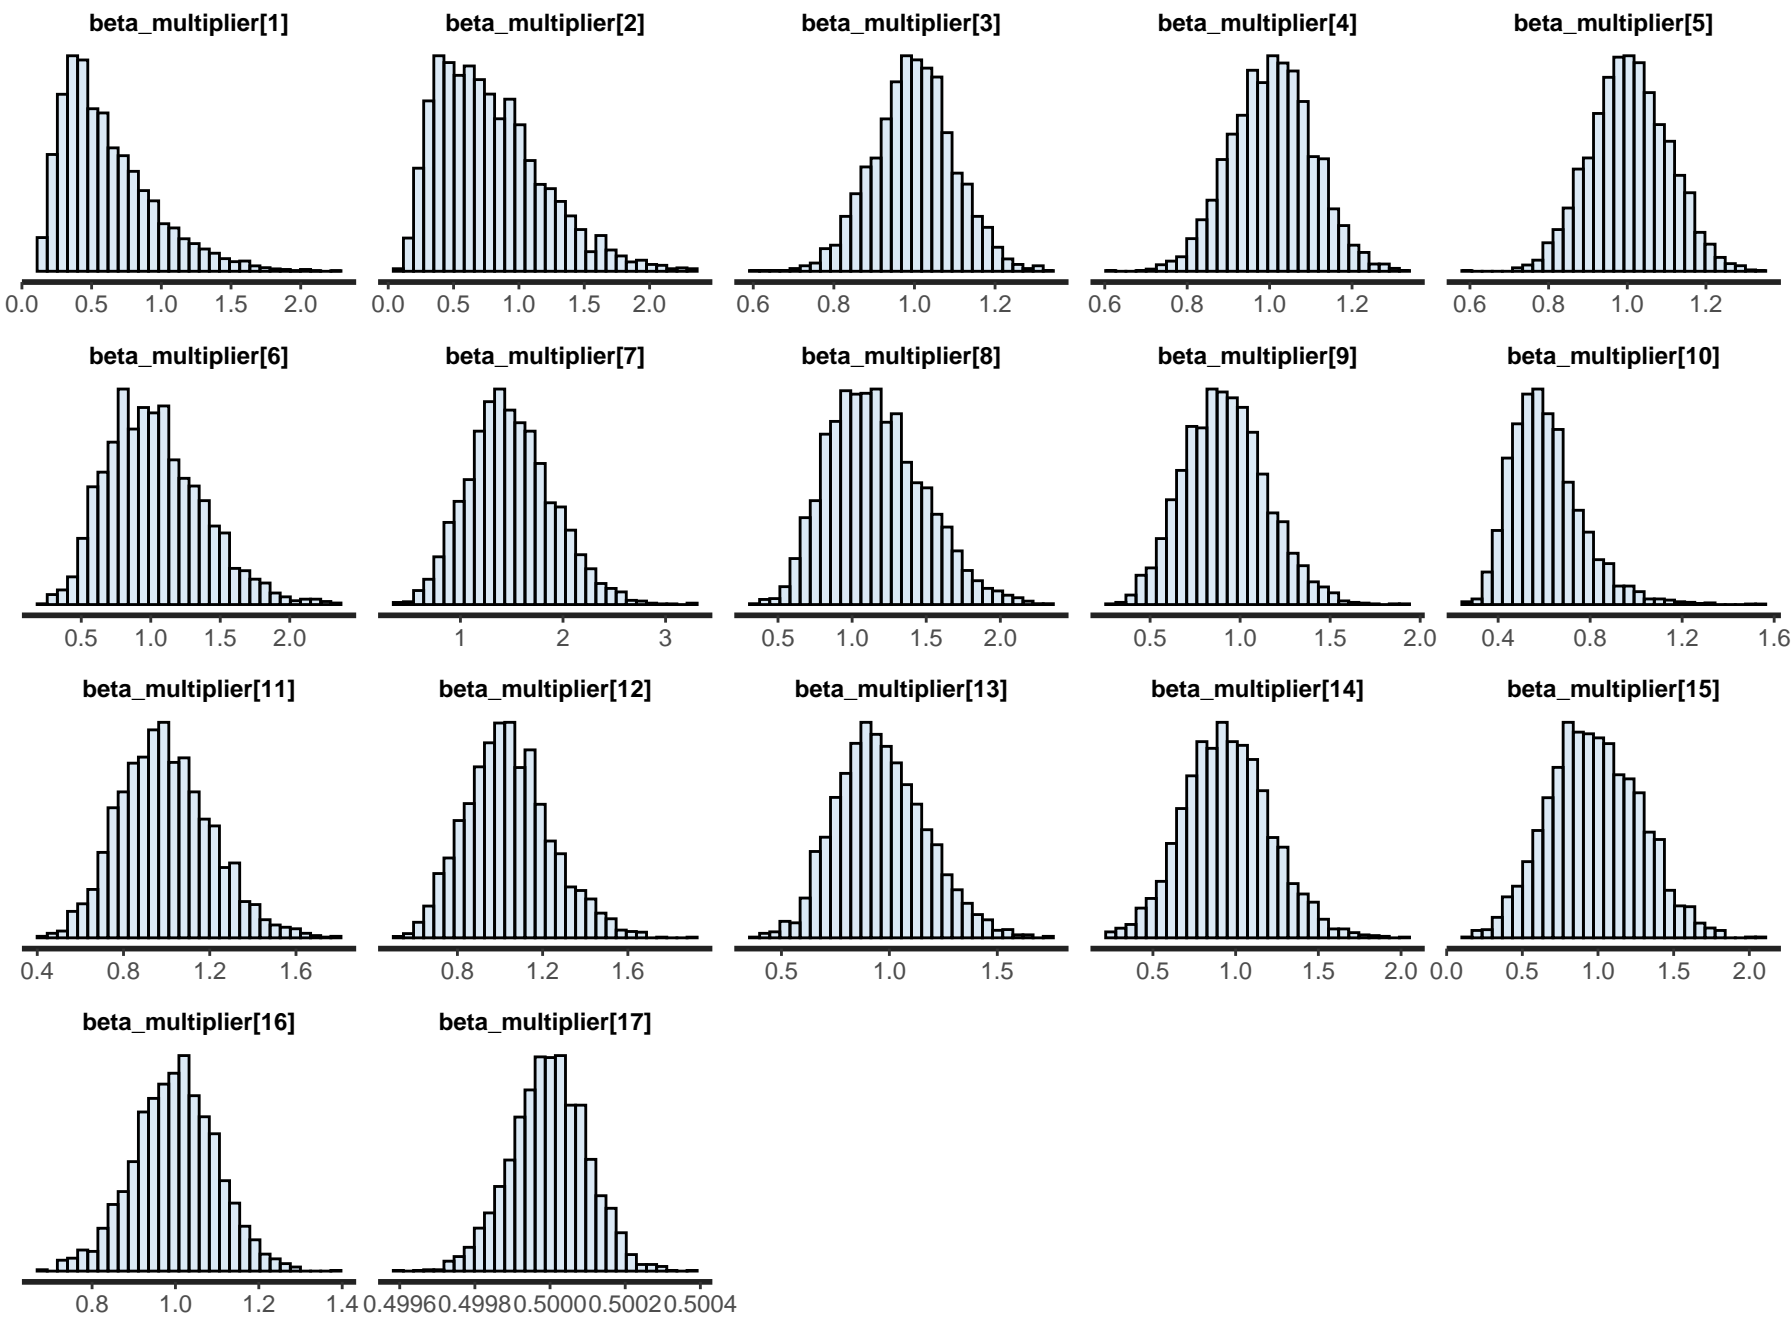 beta_multiplier[1] beta_multiplier[2] beta_multiplier[3] beta_multiplier[4] beta_multiplier[5]
0.0 0.5 1.0 1.5 2.0 0.0 0.5 1.0 1.5 2.0 0.6 0.8 1.0 1.2 0.6 0.8 1.0 1.2 0.6 0.8 1.0 1.2
beta_multiplier[6] beta_multiplier[7] beta_multiplier[8] beta_multiplier[9] beta_multiplier[10]
0.5 1.0 1.5 2.0 1 2 3 0.5 1.0 1.5 2.0 0.5 1.0 1.5 2.0 0.4 0.8 1.2 1.6
beta_multiplier[11] beta_multiplier[12] beta_multiplier[13] beta_multiplier[14] beta_multiplier[15]
0.4 0.8 1.2 1.6 0.8 1.2 1.6 0.5 1.0 1.5 0.5 1.0 1.5 2.0 0.0 0.5 1.0 1.5 2.0
beta_multiplier[16] beta_multiplier[17]
0.8 1.0 1.2 1.4 0.4996 0.4998 0.5000 0.5002 0.5004